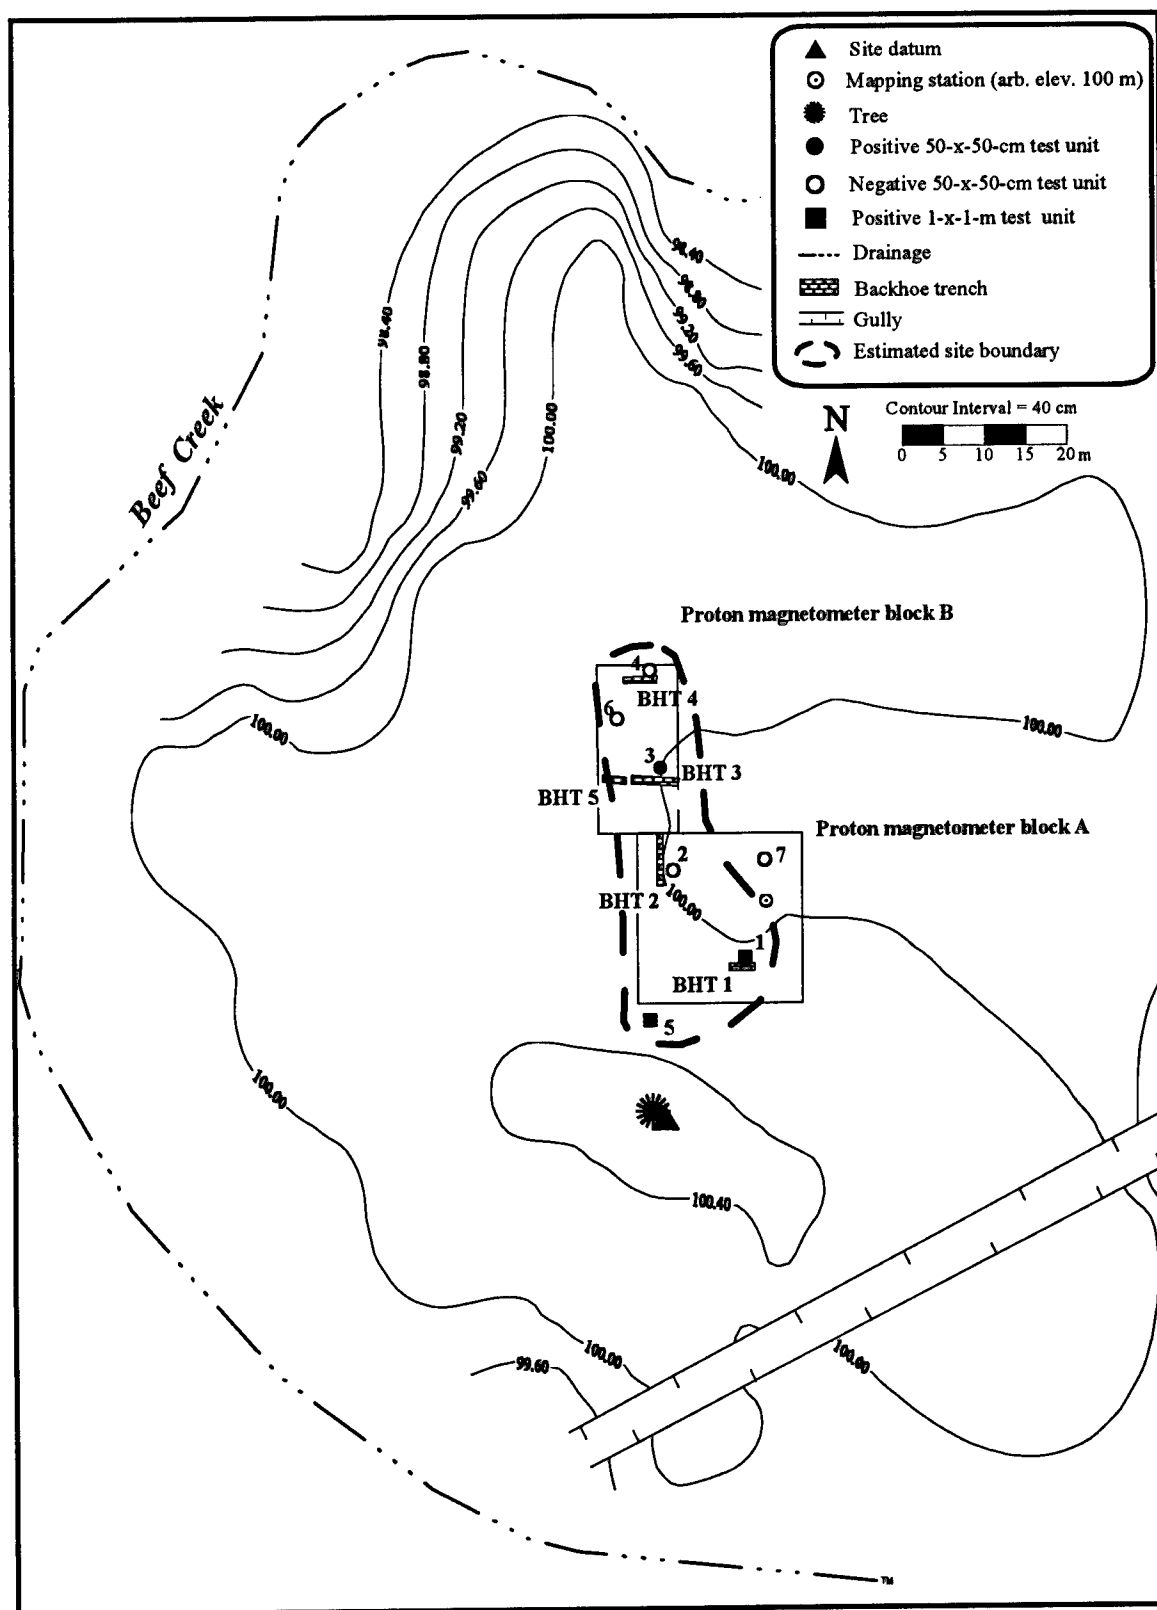 Site datum
Mapping station (arb. elev. 100 m)
Tree
Positive 50-x-50-cm test unit
Negative 50-x-50-cm test unit
Positive 1-x-1-m test unit
Drainage
Backhoe trench
Gully
Estimated site boundary
N
Contour Interval = 40 cm
0 5 10 15 20 m
98.40
98.80
99.20
99.60
98.40
98.80
99.20
99.60
100.00
100.00
Beef Creek
Proton magnetometer block B
4
BHT 4
6
100.00
100.00
3
BHT 3
BHT 5
Proton magnetometer block A
2
7
BHT 2
100.00
1
BHT 1
5
100.00
100.40
100.00
99.60
100.00
TM